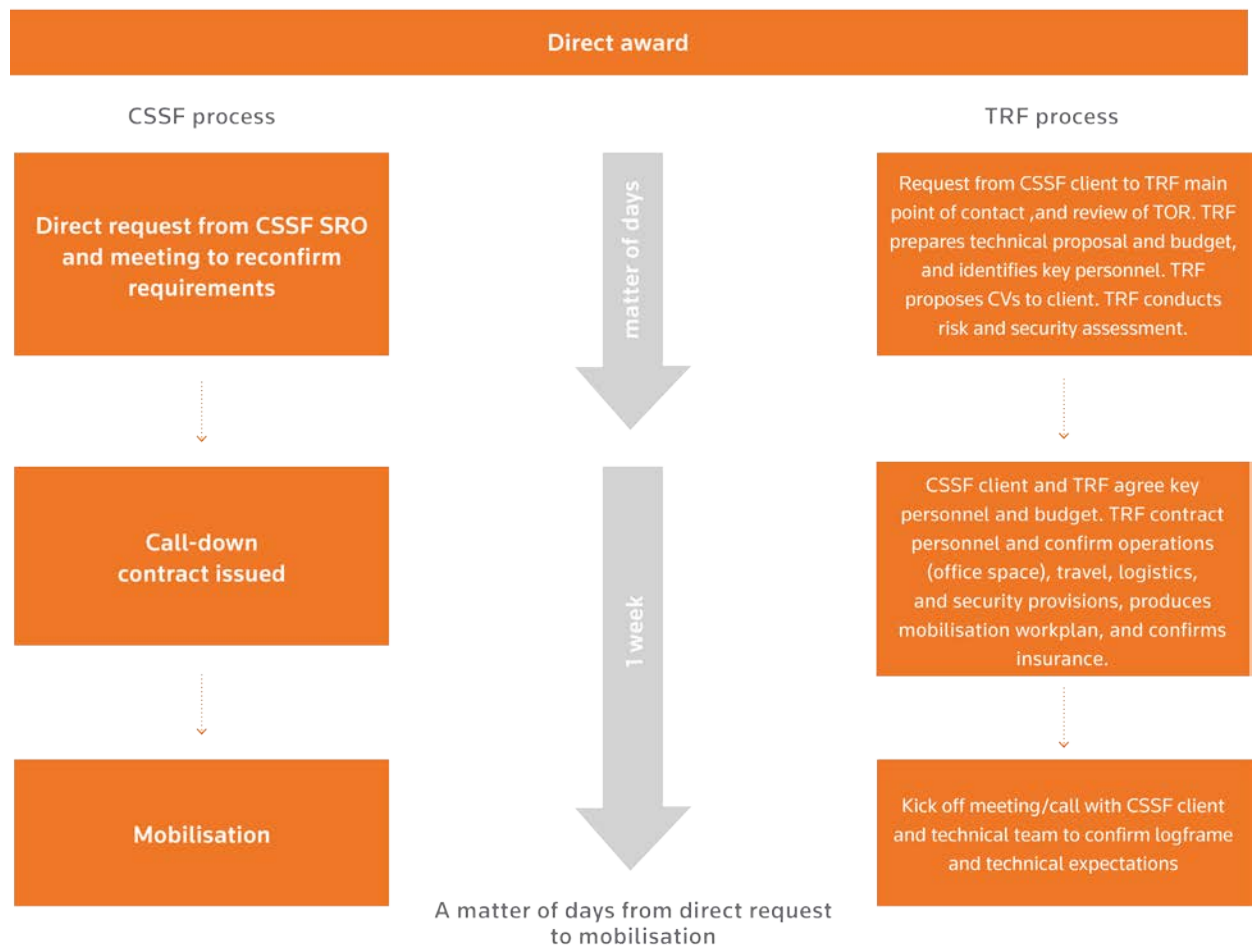 Direct award
CSSF process
TRF process
Direct request from CSSF SRO
and meeting to reconfirm
requirements
matter of days
Request from CSSF client to TRF main
point of contact ,and review of TOR. TRF
prepares technical proposal and budget,
and identifies key personnel. TRF
proposes CVs to client. TRF conducts
risk and security assessment.
Call-down
contract issued
1 week
CSSF client and TRF agree key
personnel and budget. TRF contract
personnel and confirm operations
(office space), travel, logistics,
and security provisions, produces
mobilisation workplan, and confirms
insurance.
Mobilisation
Kick off meeting/call with CSSF client
and technical team to confirm logframe
and technical expectations
A matter of days from direct request
to mobilisation